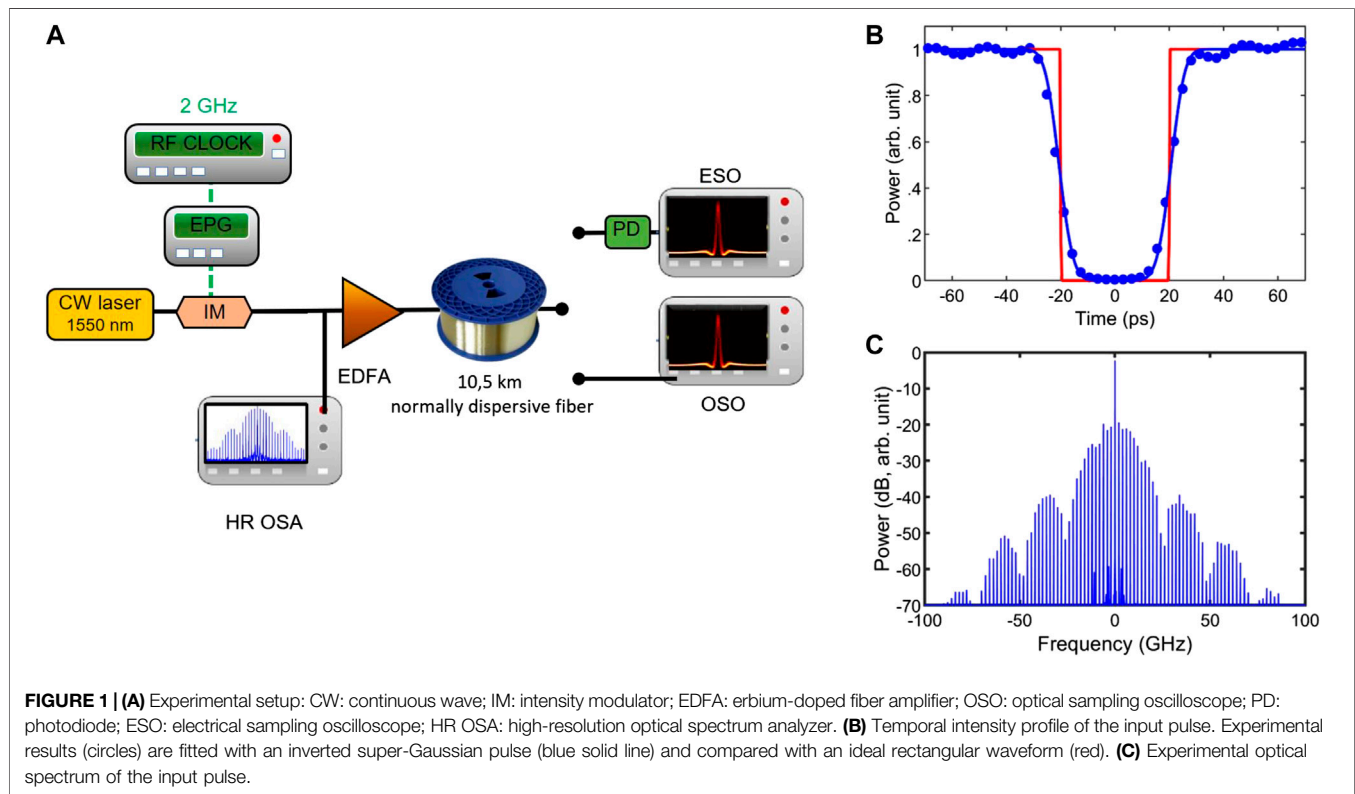 A
2 GHz
RF CLOCK
EPG
CW laser
1550 nm
IM
EDFA
10,5 km
normally dispersive fiber
HR OSA
PD
ESO
OSO
B
Power (arb. unit)
1
.8
.6
.4
.2
0
-60 -40 -20 0 20 40 60
Time (ps)
C
Power (dB, arb. unit)
0
-10
-20
-30
-40
-50
-60
-70
-100 -50 0 50 100
Frequency (GHz)
FIGURE 1 | (A) Experimental setup: CW: continuous wave; IM: intensity modulator; EDFA: erbium-doped fiber amplifier; OSO: optical sampling oscilloscope; PD:
photodiode; ESO: electrical sampling oscilloscope; HR OSA: high-resolution optical spectrum analyzer. (B) Temporal intensity profile of the input pulse. Experimental
results (circles) are fitted with an inverted super-Gaussian pulse (blue solid line) and compared with an ideal rectangular waveform (red). (C) Experimental optical
spectrum of the input pulse.